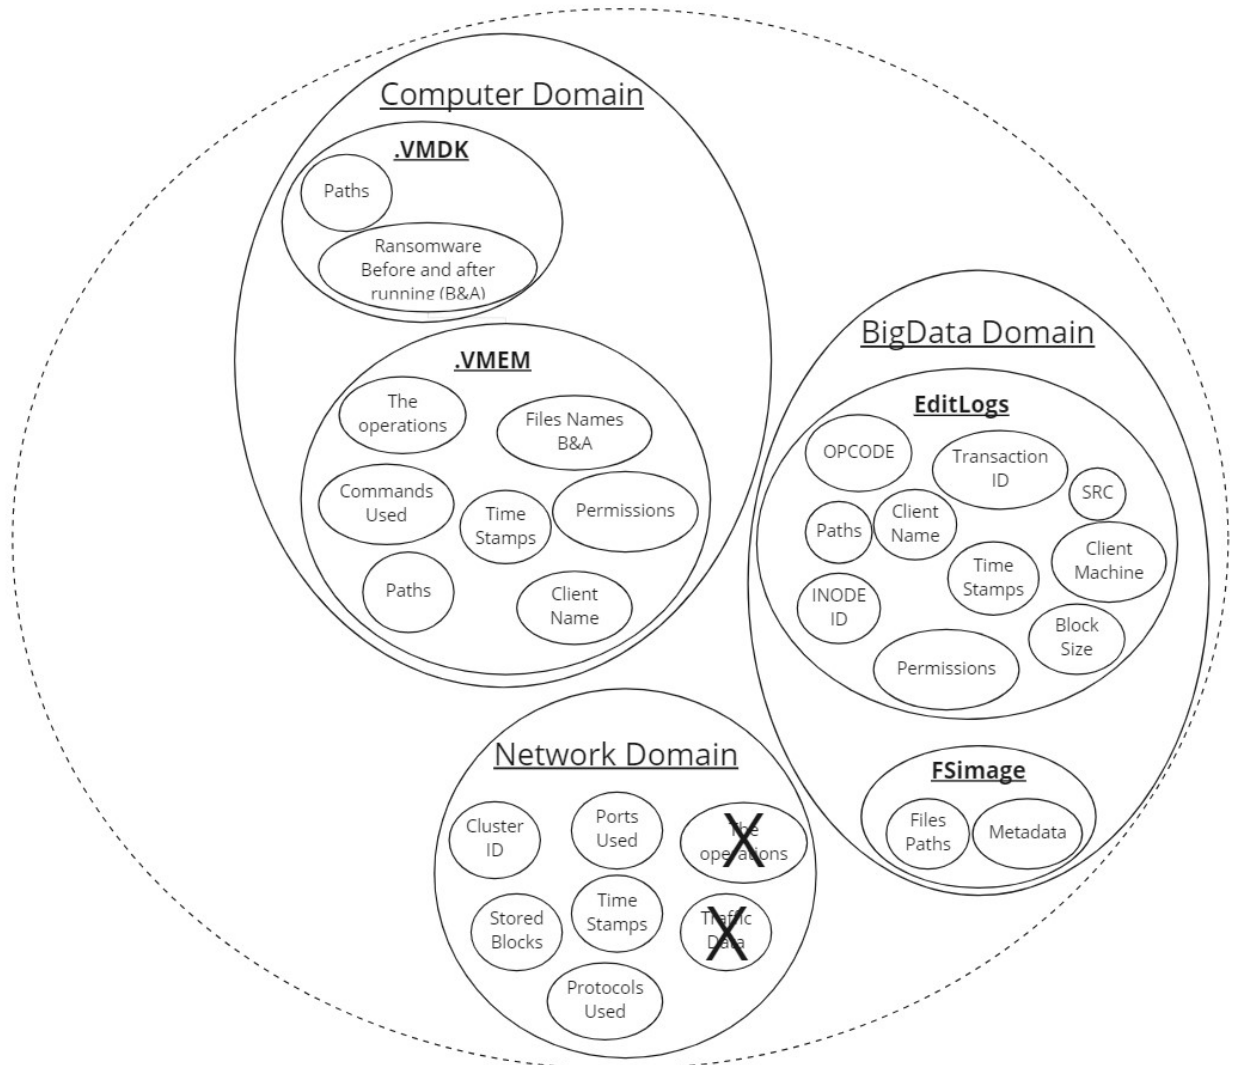 Computer Domain
.VMDK
Paths
Ransomware
Before and after
running (B&A)
.VMEM
The
operations
Files Names
B&A
Commands
Used
Time
Stamps
Permissions
Paths
Client
Name
BigData Domain
EditLogs
OPCODE
Transaction
ID
SRC
Paths
Client
Name
Client
Machine
Time
Stamps
INODE
ID
Block
Size
Permissions
FSimage
Files
Paths
Metadata
Network Domain
Cluster
ID
Ports
Used
The
operations
X
Stored
Blocks
Time
Stamps
Traffic
Data
X
Protocols
Used